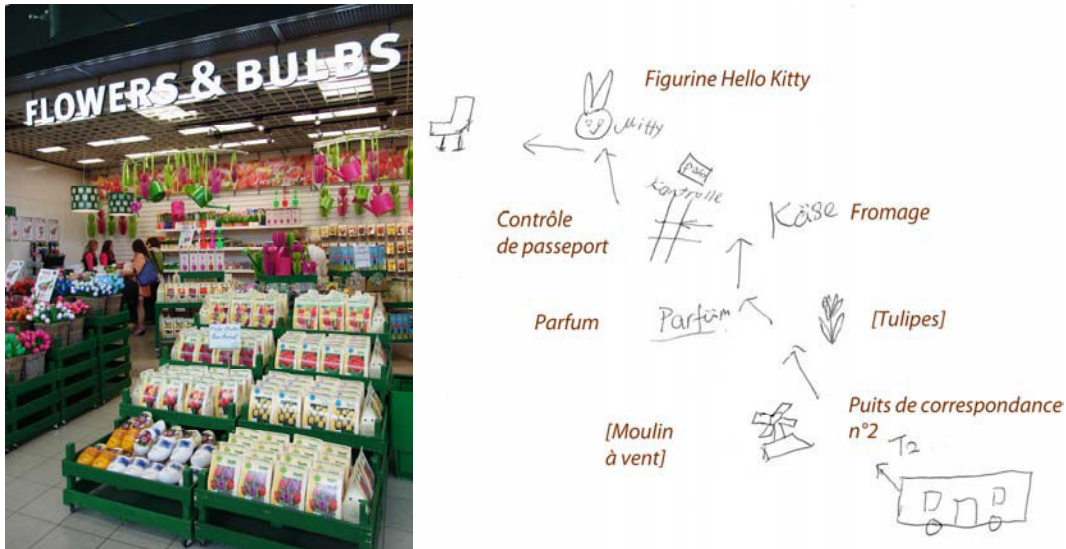 FLOWERS & BULBS
Figurine Hello Kitty
Mitty
pass
kontrolle
Contrôle
de passeport
Käse
Fromage
Parfum
Parfüm
[Tulipes]
[Moulin
à vent]
Puits de correspondance
n°2
T2